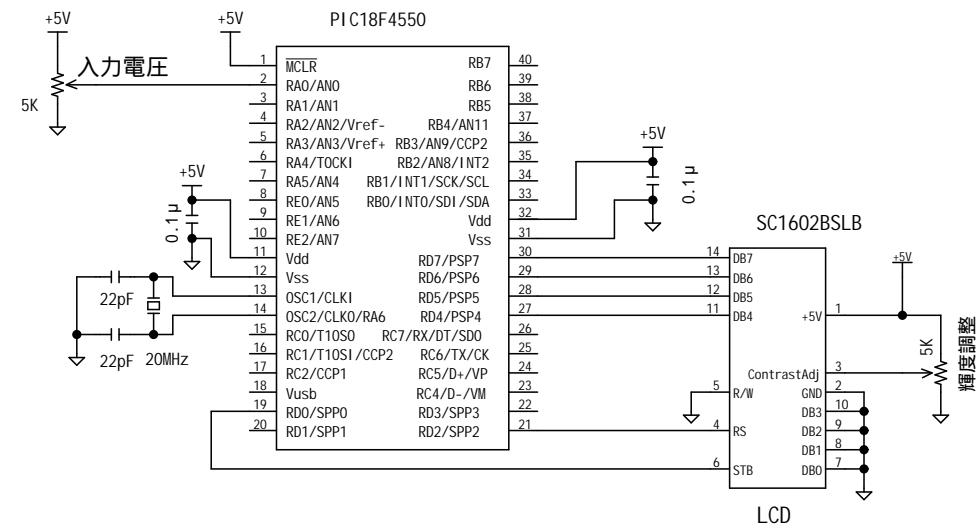 PIC18F4550
+5V
+5V
入力電圧
5K
1 MCLR
2 RA0/AN0
3 RA1/AN1
4 RA2/AN2/Vref-
5 RA3/AN3/Vref+
6 RA4/TOCKI
7 RA5/AN4
8 RE0/AN5
9 RE1/AN6
10 RE2/AN7
11 Vdd
12 Vss
13 OSC1/CLKI
14 OSC2/CLKO/RA6
15 RC0/T1OSO
16 RC1/T1OSI/CCP2
17 RC2/CCP1
18 Vusb
19 RD0/SPP0
20 RD1/SPP1
RB7 40
RB6 39
RB5 38
RB4/AN11 37
RB3/AN9/CCP2 36
RB2/AN8/INT2 35
RB1/INT1/SCK/SCL 34
RB0/INT0/SDI/SDA 33
Vdd 32
Vss 31
RD7/PSP7 30
RD6/PSP6 29
RD5/PSP5 28
RD4/PSP4 27
RC7/RX/DT/SDO 26
RC6/TX/CK 25
RC5/D+/VP 24
RC4/D-/VM 23
RD3/SPP3 22
RD2/SPP2 21
+5V
0.1μ
22pF
22pF
20MHz
+5V
0.1μ
SC1602BSLB
14 DB7
13 DB6
12 DB5
11 DB4
5 R/W
4 RS
6 STB
+5V 1
ContrastAdj 3
GND 2
DB3 10
DB2 9
DB1 8
DB0 7
+5V
5K
輝度調整
LCD